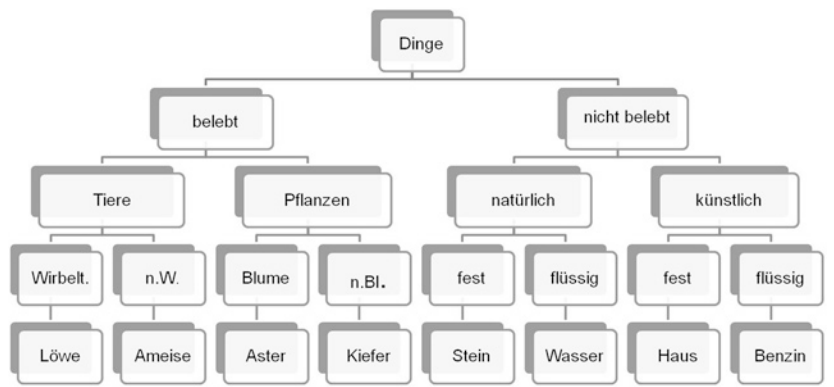 Dinge
belebt
nicht belebt
Tiere
Pflanzen
natürlich
künstlich
Wirbelt.
n.W.
Blume
n.Bl.
fest
flüssig
fest
flüssig
Löwe
Ameise
Aster
Kiefer
Stein
Wasser
Haus
Benzin